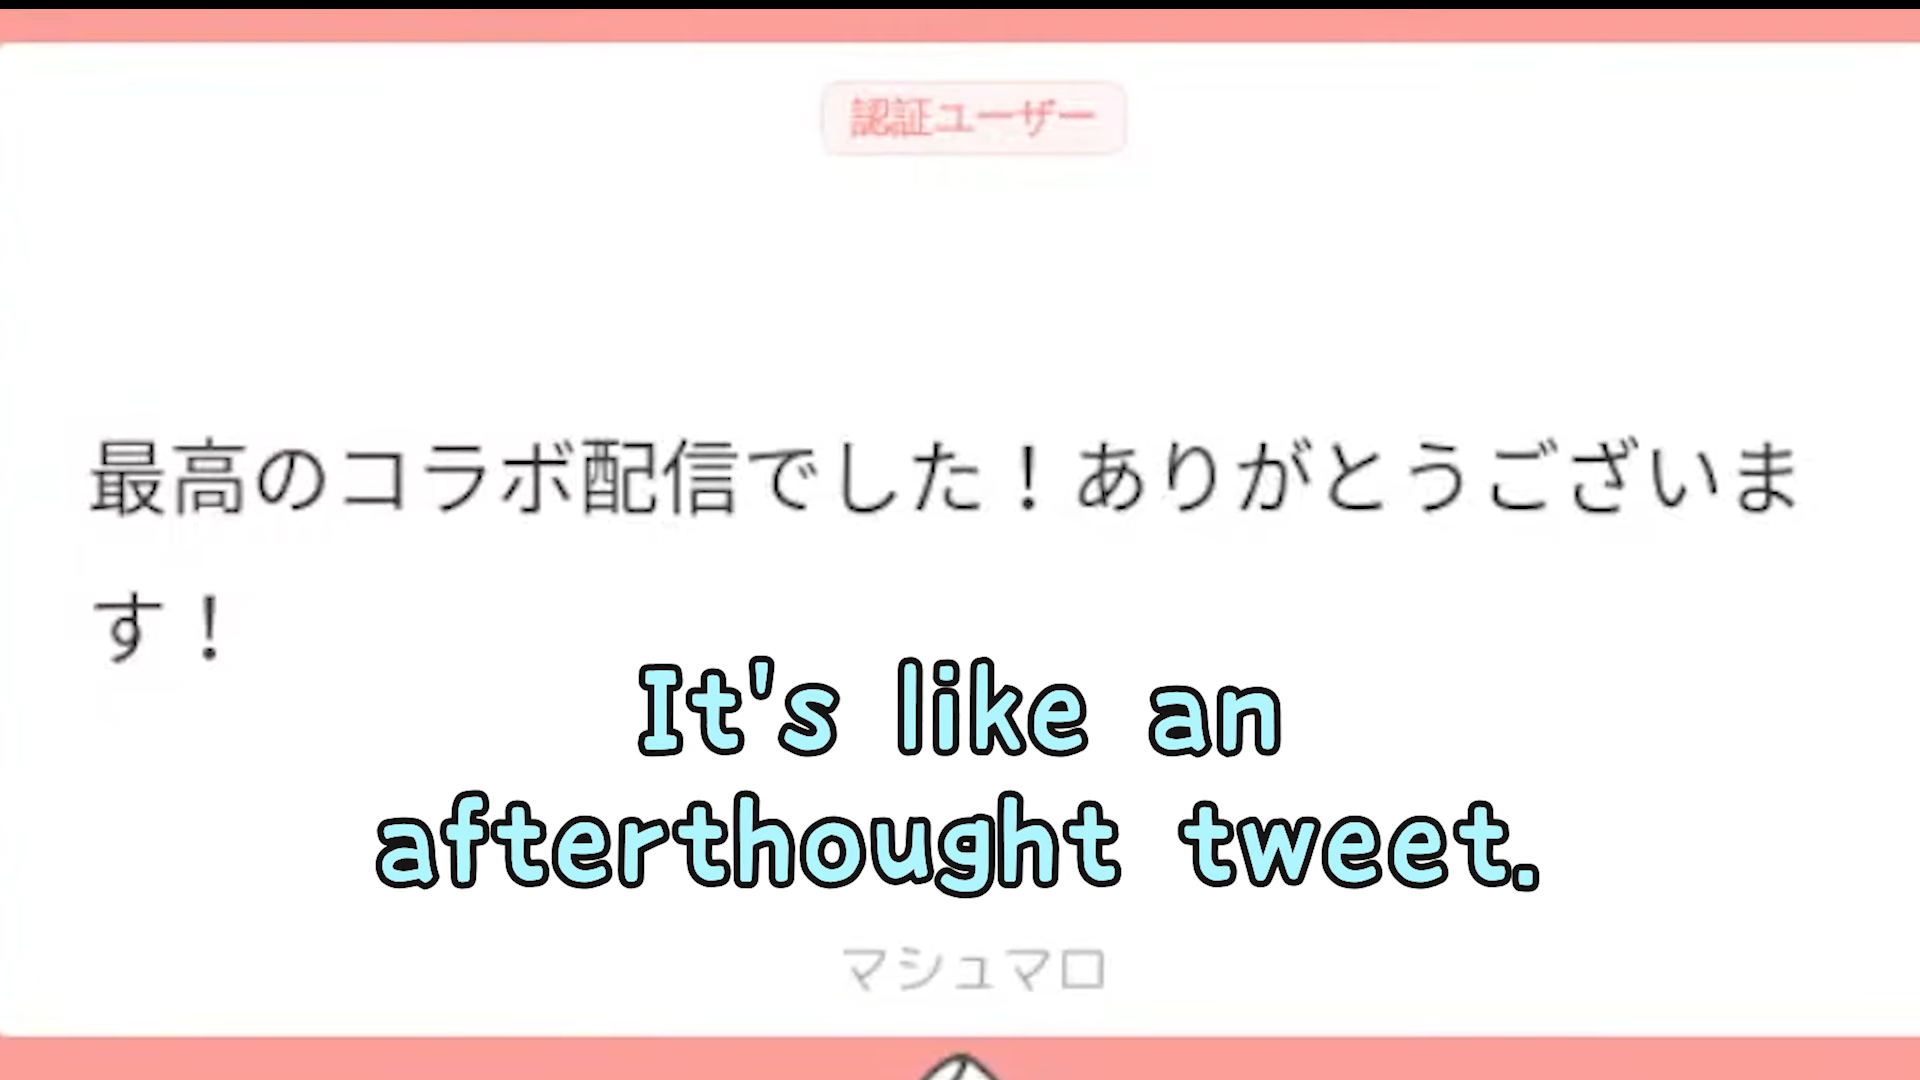 認証ユーザー
最高のコラボ配信でした！ありがとうございま
す！
It's like an
afterthought tweet.
マシュマロ